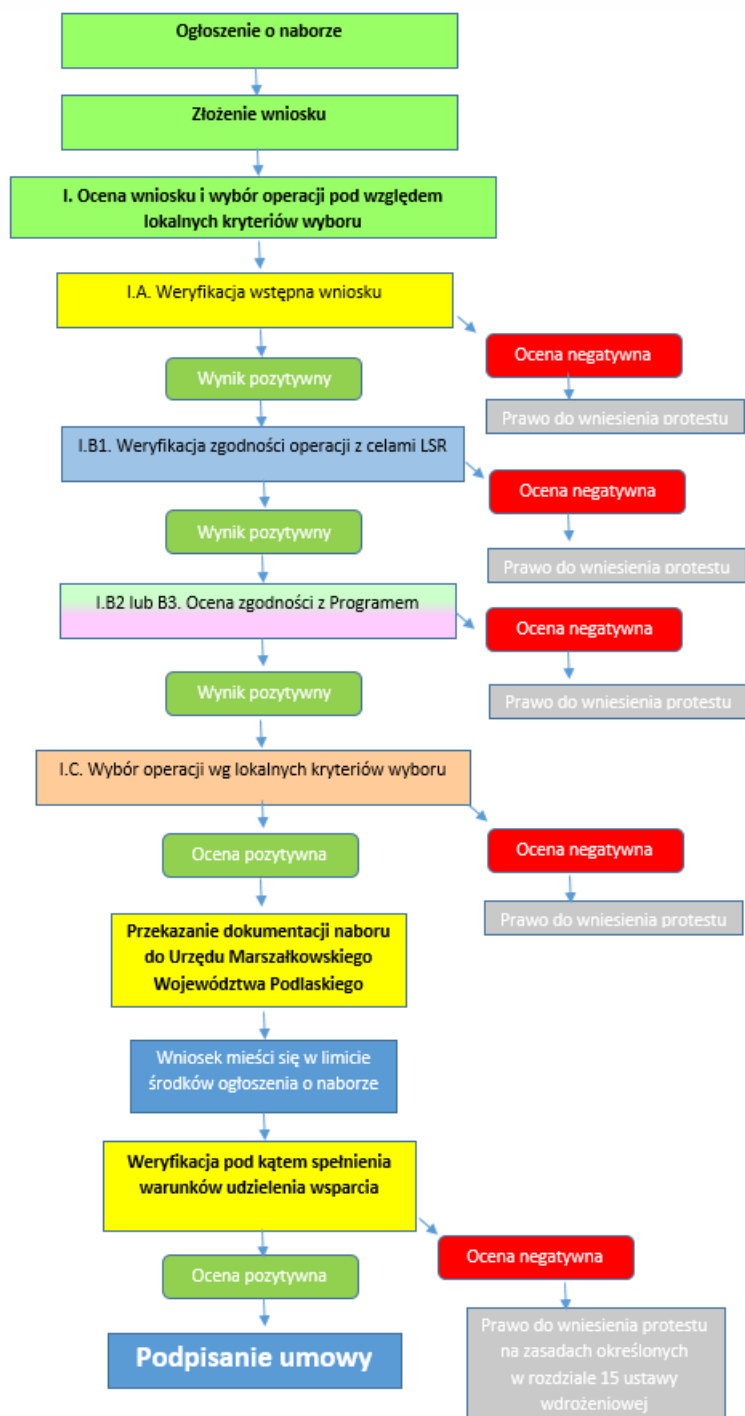 Ogłoszenie o naborze
Złożenie wniosku
I. Ocena wniosku i wybór operacji pod względem
lokalnych kryteriów wyboru
I.A. Weryfikacja wstępna wniosku
Ocena negatywna
Wynik pozytywny
Prawo do wniesienia protestu
I.B1. Weryfikacja zgodności operacji z celami LSR
Ocena negatywna
Wynik pozytywny
Prawo do wniesienia protestu
I.B2 lub B3. Ocena zgodności z Programem
Ocena negatywna
Wynik pozytywny
Prawo do wniesienia protestu
I.C. Wybór operacji wg lokalnych kryteriów wyboru
Ocena pozytywna
Ocena negatywna
Prawo do wniesienia protestu
Przekazanie dokumentacji naboru
do Urzędu Marszałkowskiego
Województwa Podlaskiego
Wniosek mieści się w limicie
środków ogłoszenia o naborze
Weryfikacja pod kątem spełnienia
warunków udzielenia wsparcia
Ocena negatywna
Ocena pozytywna
Podpisanie umowy
Prawo do wniesienia protestu
na zasadach określonych
w rozdziale 15 ustawy
wdrożeniowej